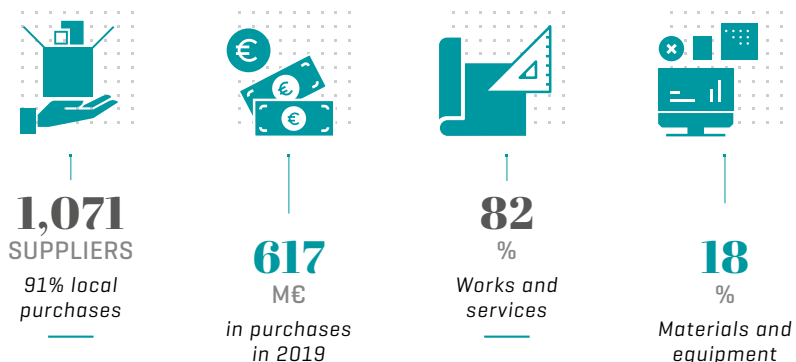 1,071
SUPPLIERS
91% local
purchases
617
M€
in purchases
in 2019
82
%
Works and
services
18
%
Materials and
equipment